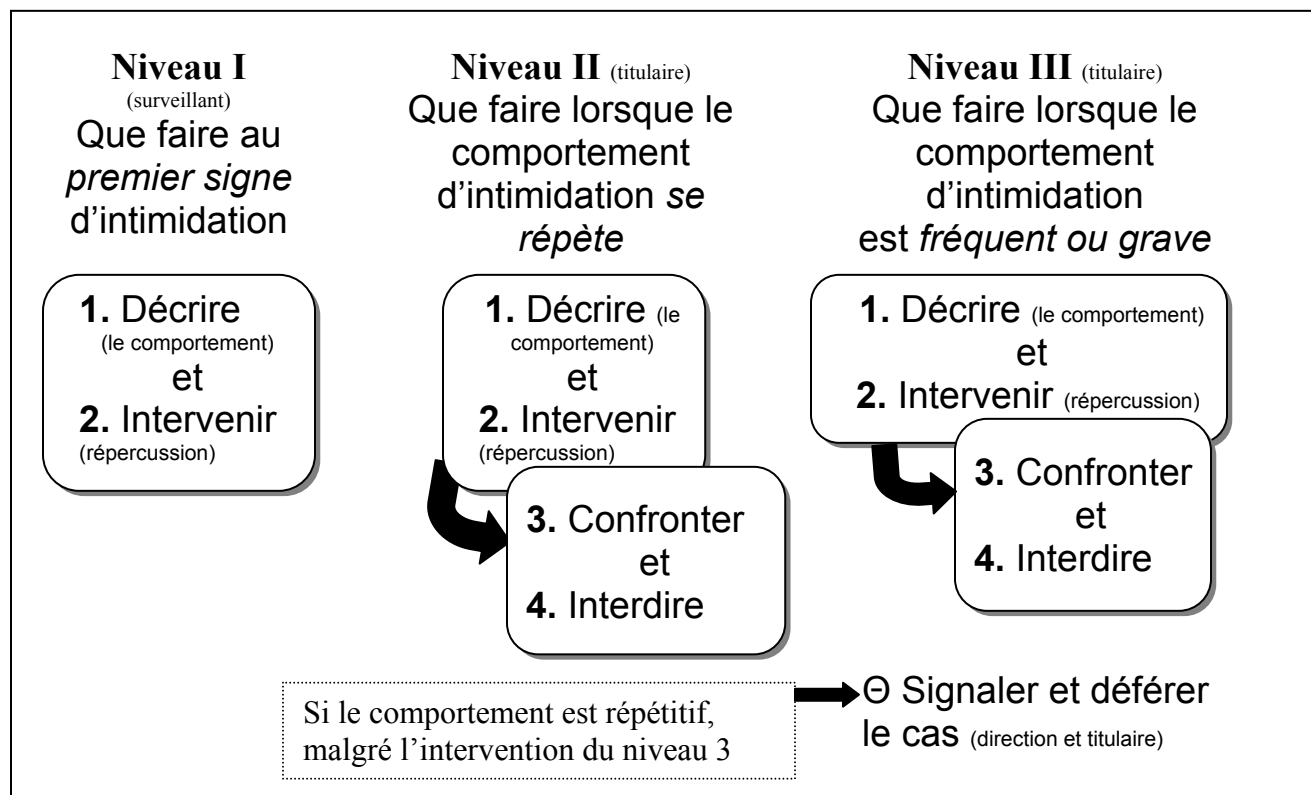 Niveau I
(surveillant)
Que faire au
premier signe
d’intimidation
1. Décrire
(le comportement)
et
2. Intervenir
(répercussion)
Niveau II (titulaire)
Que faire lorsque le
comportement
d’intimidation se
répète
1. Décrire (le
comportement)
et
2. Intervenir
(répercussion)
3. Confronter
et
4. Interdire
Niveau III (titulaire)
Que faire lorsque le
comportement
d’intimidation
est fréquent ou grave
1. Décrire (le comportement)
et
2. Intervenir (répercussion)
3. Confronter
et
4. Interdire
Si le comportement est répétitif,
malgré l’intervention du niveau 3
Θ Signaler et déférer
le cas (direction et titulaire)